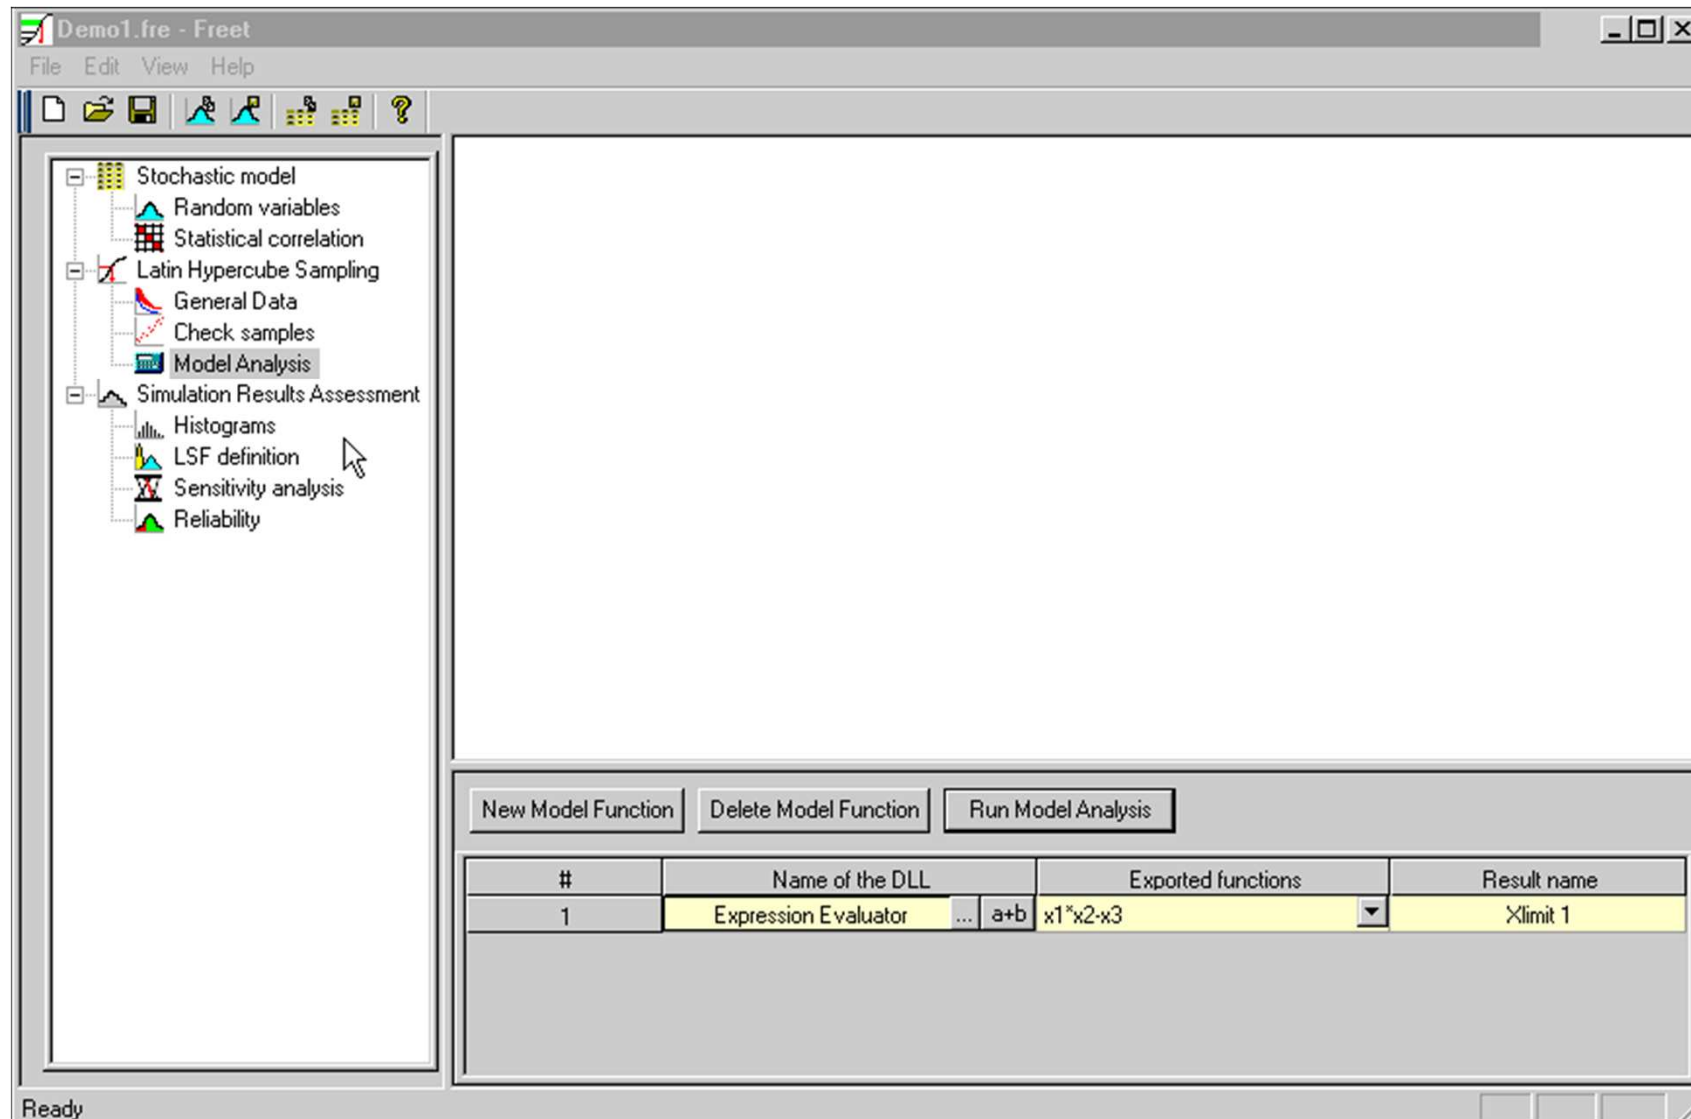 Demo1.fre - Freet
File Edit View Help
Stochastic model
Random variables
Statistical correlation
Latin Hypercube Sampling
General Data
Check samples
Model Analysis
Simulation Results Assessment
Histograms
LSF definition
Sensitivity analysis
Reliability
New Model Function Delete Model Function Run Model Analysis
# Name of the DLL Exported functions Result name
1 Expression Evaluator ... a+b x1*x2-x3 Xlimit 1
Ready